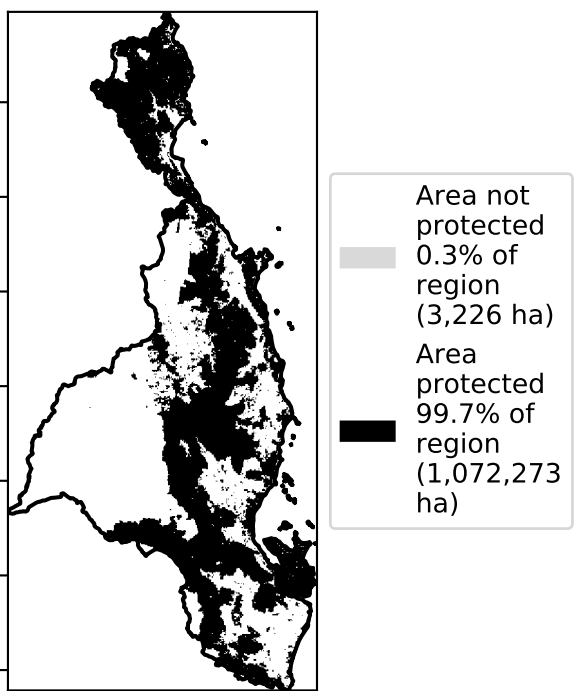 Area not
protected
0.3% of
region
(3,226 ha)
Area
protected
99.7% of
region
(1,072,273
ha)